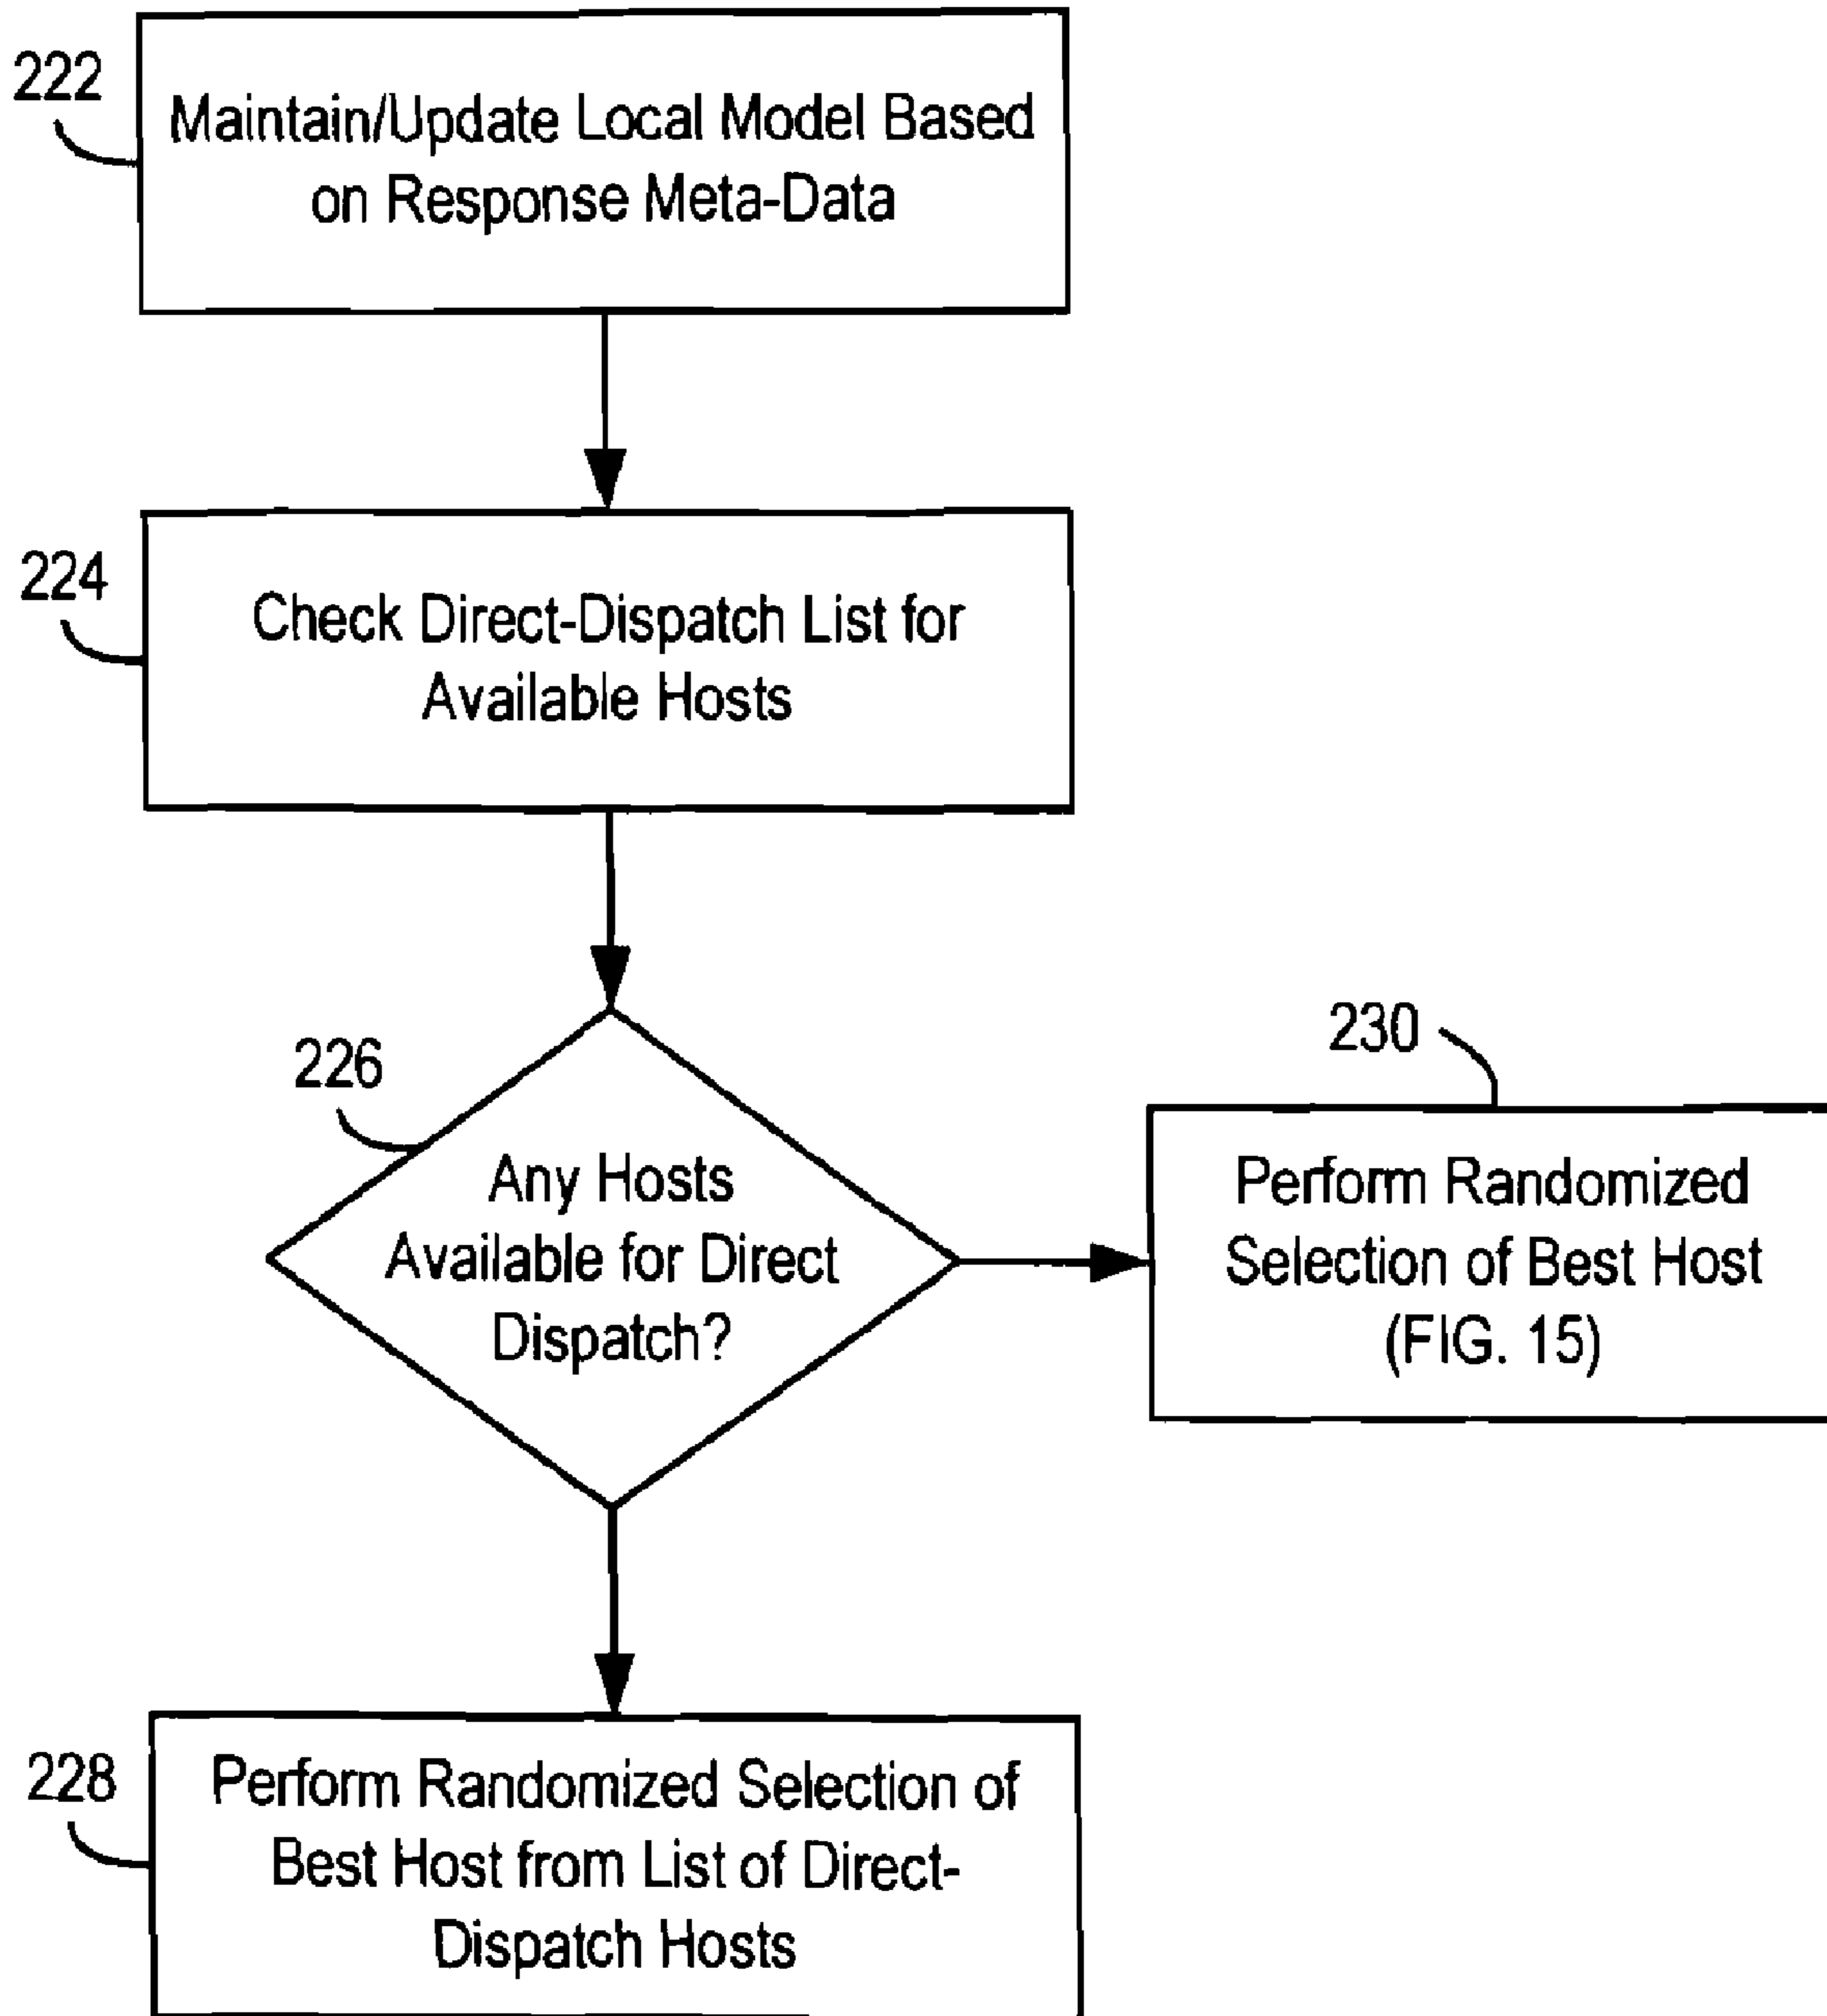 222
Maintain/Update Local Model Based
on Response Meta-Data
224
Check Direct-Dispatch List for
Available Hosts
226
Any Hosts
Available for Direct
Dispatch?
230
Perform Randomized
Selection of Best Host
(FIG. 15)
228
Perform Randomized Selection of
Best Host from List of Direct-
Dispatch Hosts